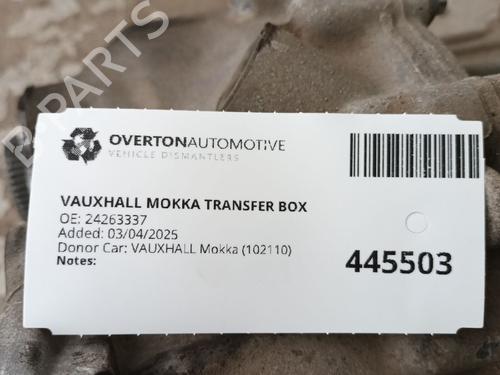 B-PARTS
OVERTONAUTOMOTIVE
VEHICLE DISMANTLERS
VAUXHALL MOKKA TRANSFER BOX
OE: 24263337
Added: 03/04/2025
Donor Car: VAUXHALL Mokka (102110)
Notes:
445503